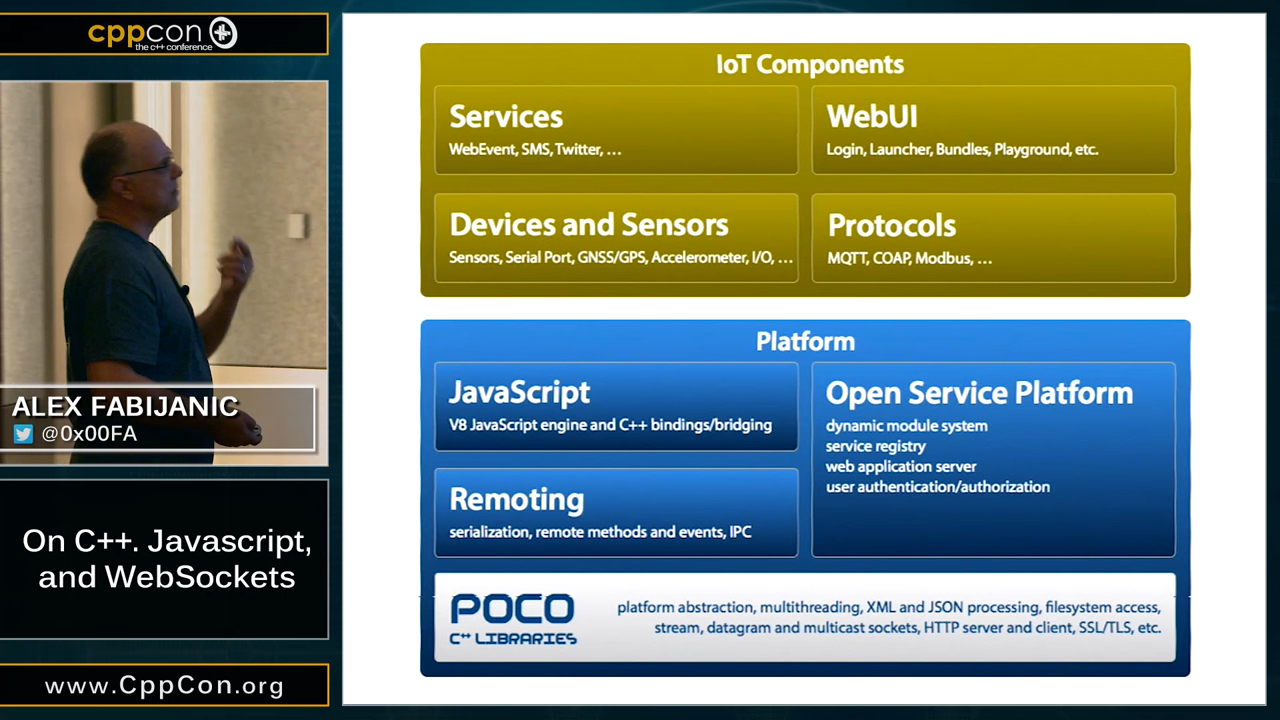 cppcon
the c++ conference
ALEX FABIJANIC
@0x00FA
On C++. Javascript,
and WebSockets
www.CppCon.org
IoT Components
Services
WebEvent, SMS, Twitter, ...
WebUI
Login, Launcher, Bundles, Playground, etc.
Devices and Sensors
Sensors, Serial Port, GNSS/GPS, Accelerometer, I/O, ...
Protocols
MQTT, COAP, Modbus, ...
Platform
JavaScript
V8 JavaScript engine and C++ bindings/bridging
Open Service Platform
dynamic module system
service registry
web application server
user authentication/authorization
Remoting
serialization, remote methods and events, IPC
POCO
C++ LIBRARIES
platform abstraction, multithreading, XML and JSON processing, filesystem access,
stream, datagram and multicast sockets, HTTP server and client, SSL/TLS, etc.